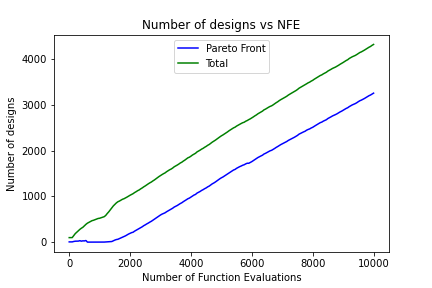 Number of designs vs NFE
Pareto Front
Total
Number of designs
4000
3000
2000
1000
0
0 2000 4000 6000 8000 10000
Number of Function Evaluations